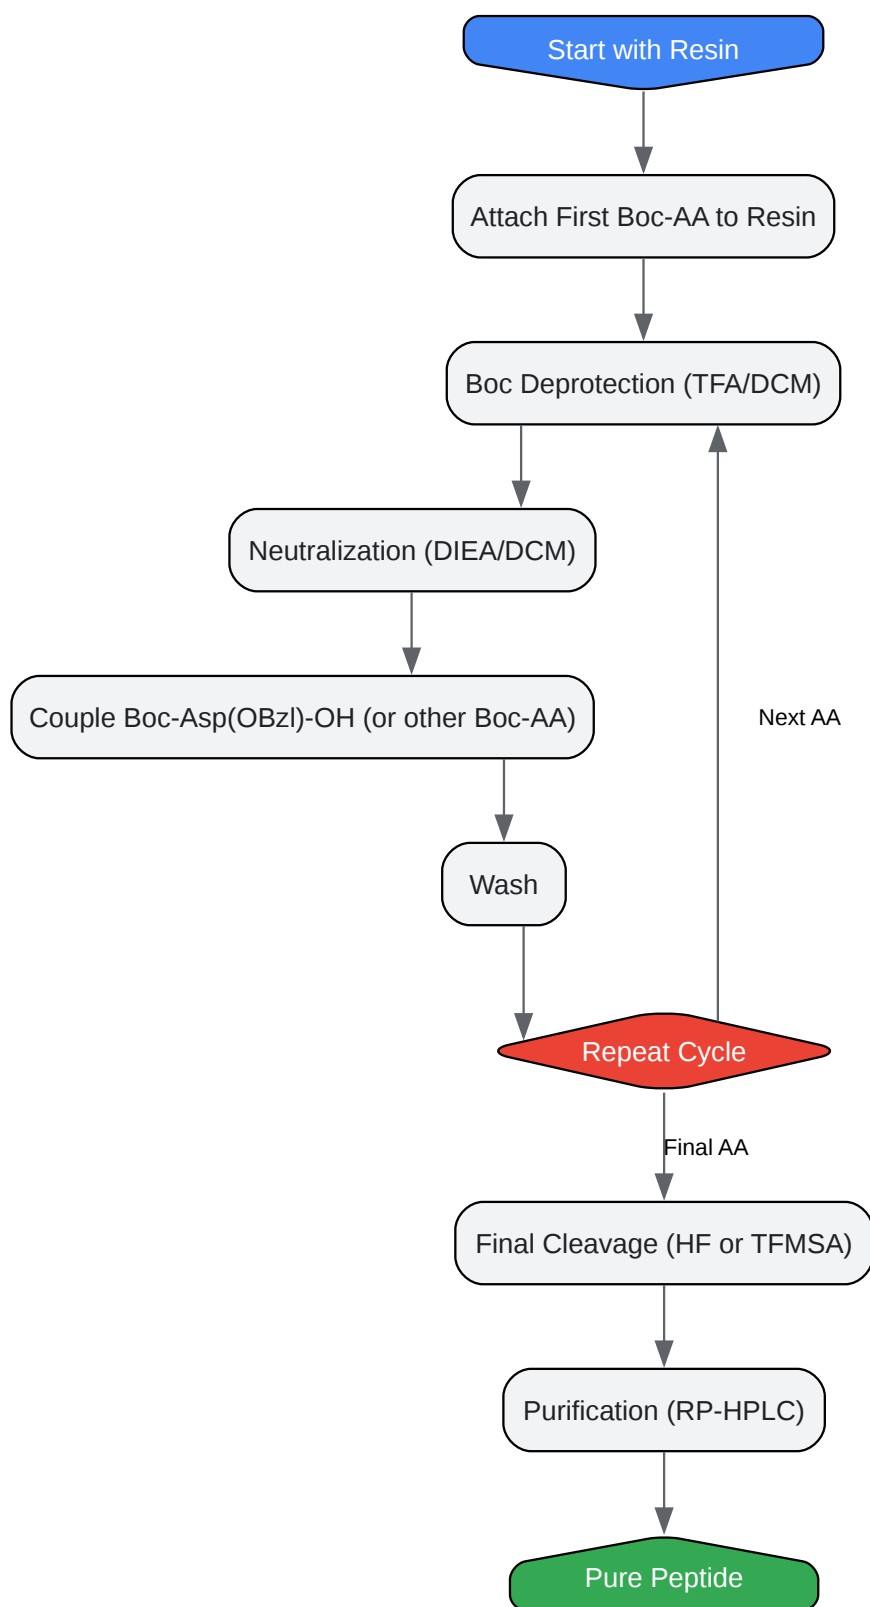 Start with Resin
Attach First Boc-AA to Resin
Boc Deprotection (TFA/DCM)
Neutralization (DIEA/DCM)
Couple Boc-Asp(OBzl)-OH (or other Boc-AA)
Next AA
Wash
Repeat Cycle
Final AA
Final Cleavage (HF or TFMSA)
Purification (RP-HPLC)
Pure Peptide